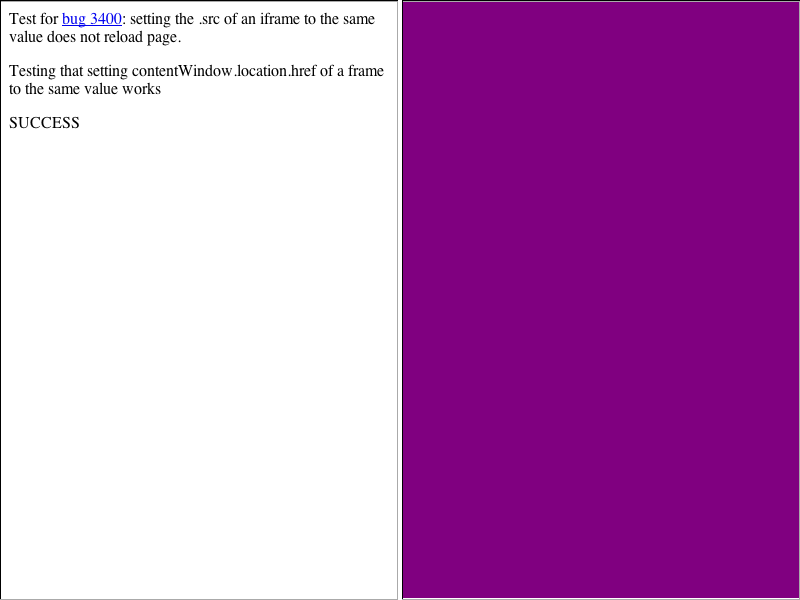 Test for bug 3400: setting the .src of an iframe to the same
value does not reload page.
Testing that setting contentWindow.location.href of a frame
to the same value works
SUCCESS